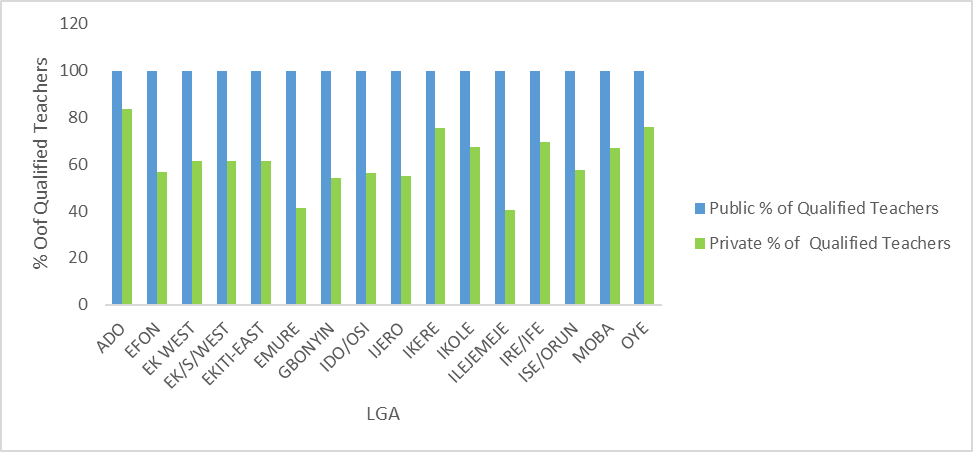 120
100
80
60
40
20
0
% Oof Qualified Teachers
ADO
EFON
EK WEST
EK/S/WEST
EKITI-EAST
EMURE
GBONYIN
IDO/OSI
IJERO
IKERE
IKOLE
ILEJEMEJE
IRE/IFE
ISE/ORUN
MOBA
OYE
LGA
Public % of Qualified Teachers
Private % of  Qualified Teachers